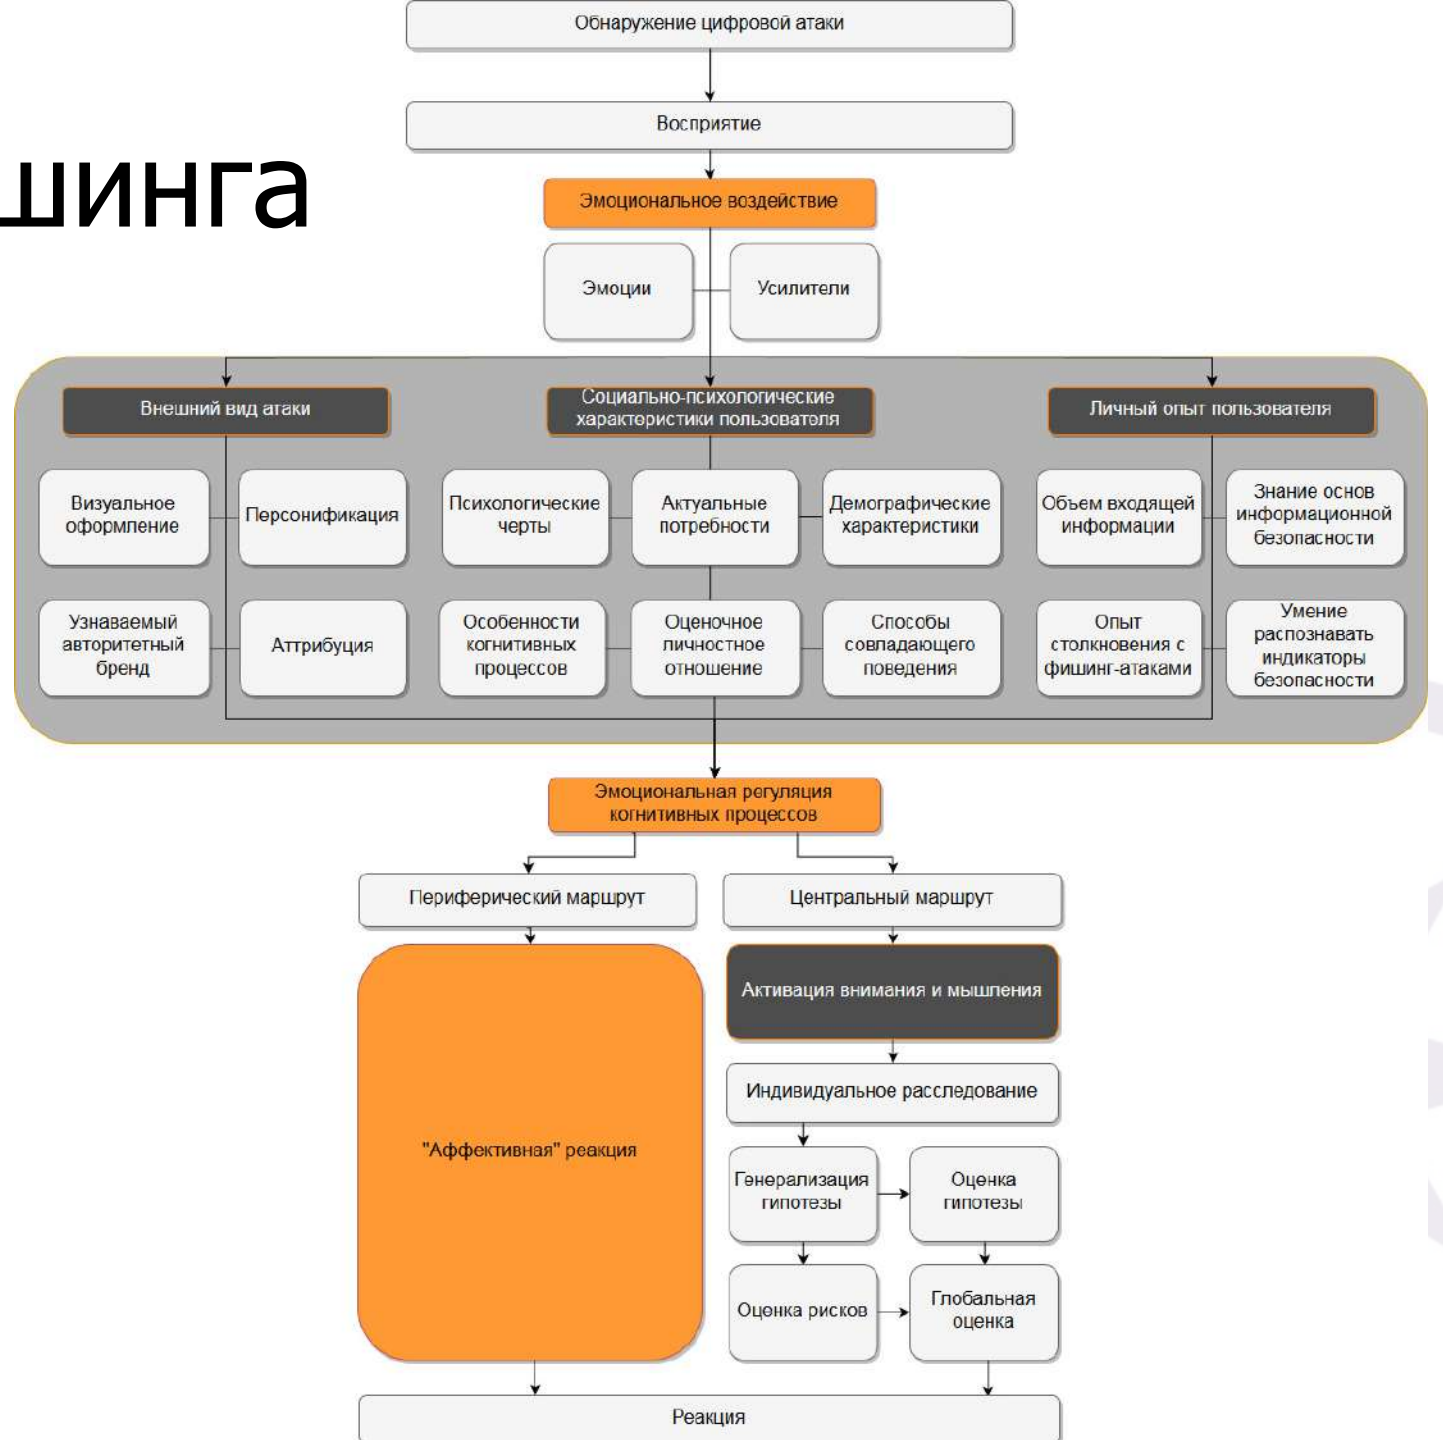 Обнаружение цифровой атаки
Восприятие
шинга
Эмоциональное воздействие
Эмоции
Усилители
Внешний вид атаки
Социально-психологические
характеристики пользователя
Личный опыт пользователя
Визуальное
оформление
Персонификация
Психологические
черты
Актуальные
потребности
Демографические
характеристики
Объем входящей
информации
Знание основ
информационной
безопасности
Узнаваемый
авторитетный
бренд
Аттрибуция
Особенности
когнитивных
процессов
Оценочное
личностное
отношение
Способы
совладающего
поведения
Опыт
столкновения с
фишинг-атаками
Умение
распознавать
индикаторы
безопасности
Эмоциональная регуляция
когнитивных процессов
Периферический маршрут
Центральный маршрут
Активация внимания и мышления
Индивидуальное расследование
"Аффективная" реакция
Генерализация
гипотезы
Оценка
гипотезы
Оценка рисков
Глобальная
оценка
Реакция